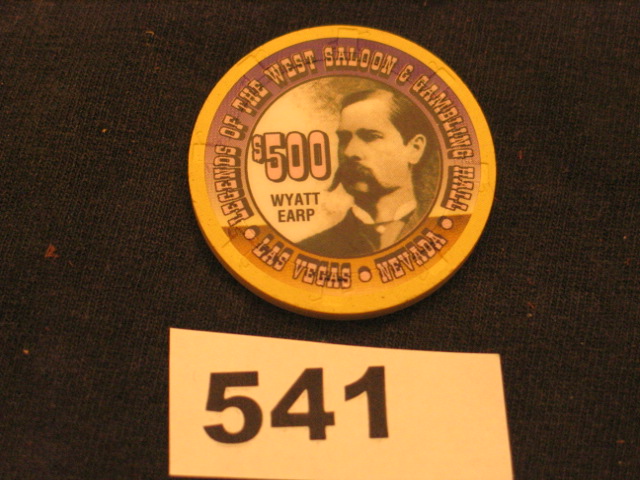 LEGENDS OF THE WEST SALOON & GAMBLING HALL
$500
WYATT
EARP
LAS VEGAS • NEVADA
541